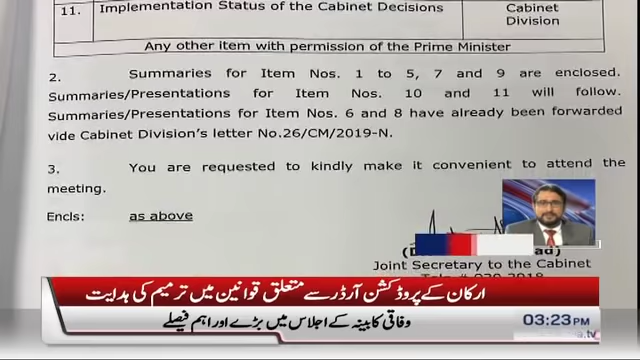 11. Implementation Status of the Cabinet Decisions Cabinet Division
Any other item with permission of the Prime Minister
2. Summaries for Item Nos. 1 to 5, 7 and 9 are enclosed.
Summaries/Presentations for Item Nos. 10 and 11 will follow.
Summaries/Presentations for Item Nos. 6 and 8 have already been forwarded
vide Cabinet Division's letter No.26/CM/2019-N.
3. You are requested to kindly make it convenient to attend the
meeting.
Encls: as above
Joint Secretary to the Cabinet
ارکان کے پروڈکشن آرڈر سے متعلق قوانین میں ترمیم کی ہدایت
وفاقی کابینہ کے اجلاس میں بڑے اور اہم فیصلے
03:23 PM